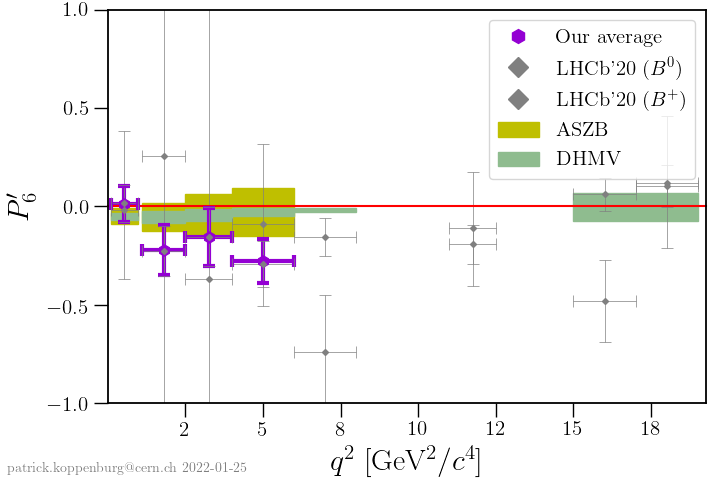 1.0
0.5
0.0
−0.5
−1.0
P′6
Our average
LHCb'20 (B⁰)
LHCb'20 (B⁺)
ASZB
DHMV
2 5 8 10 12 15 18
q² [GeV²/c⁴]
patrick.koppenburg@cern.ch 2022-01-25